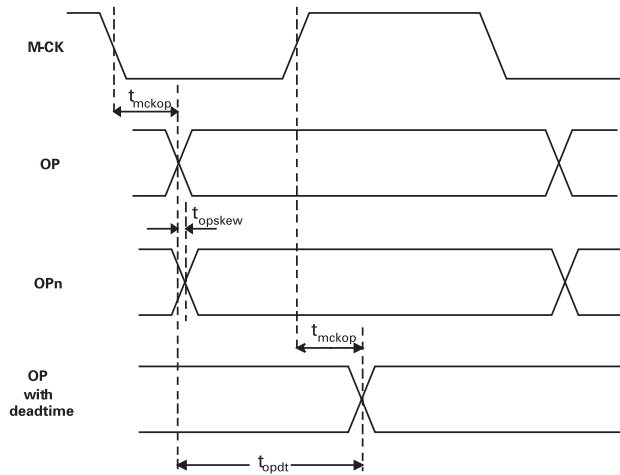 M-CK
tmckop
OP
topskew
OPn
tmckop
OP
with
deadtime
topdt